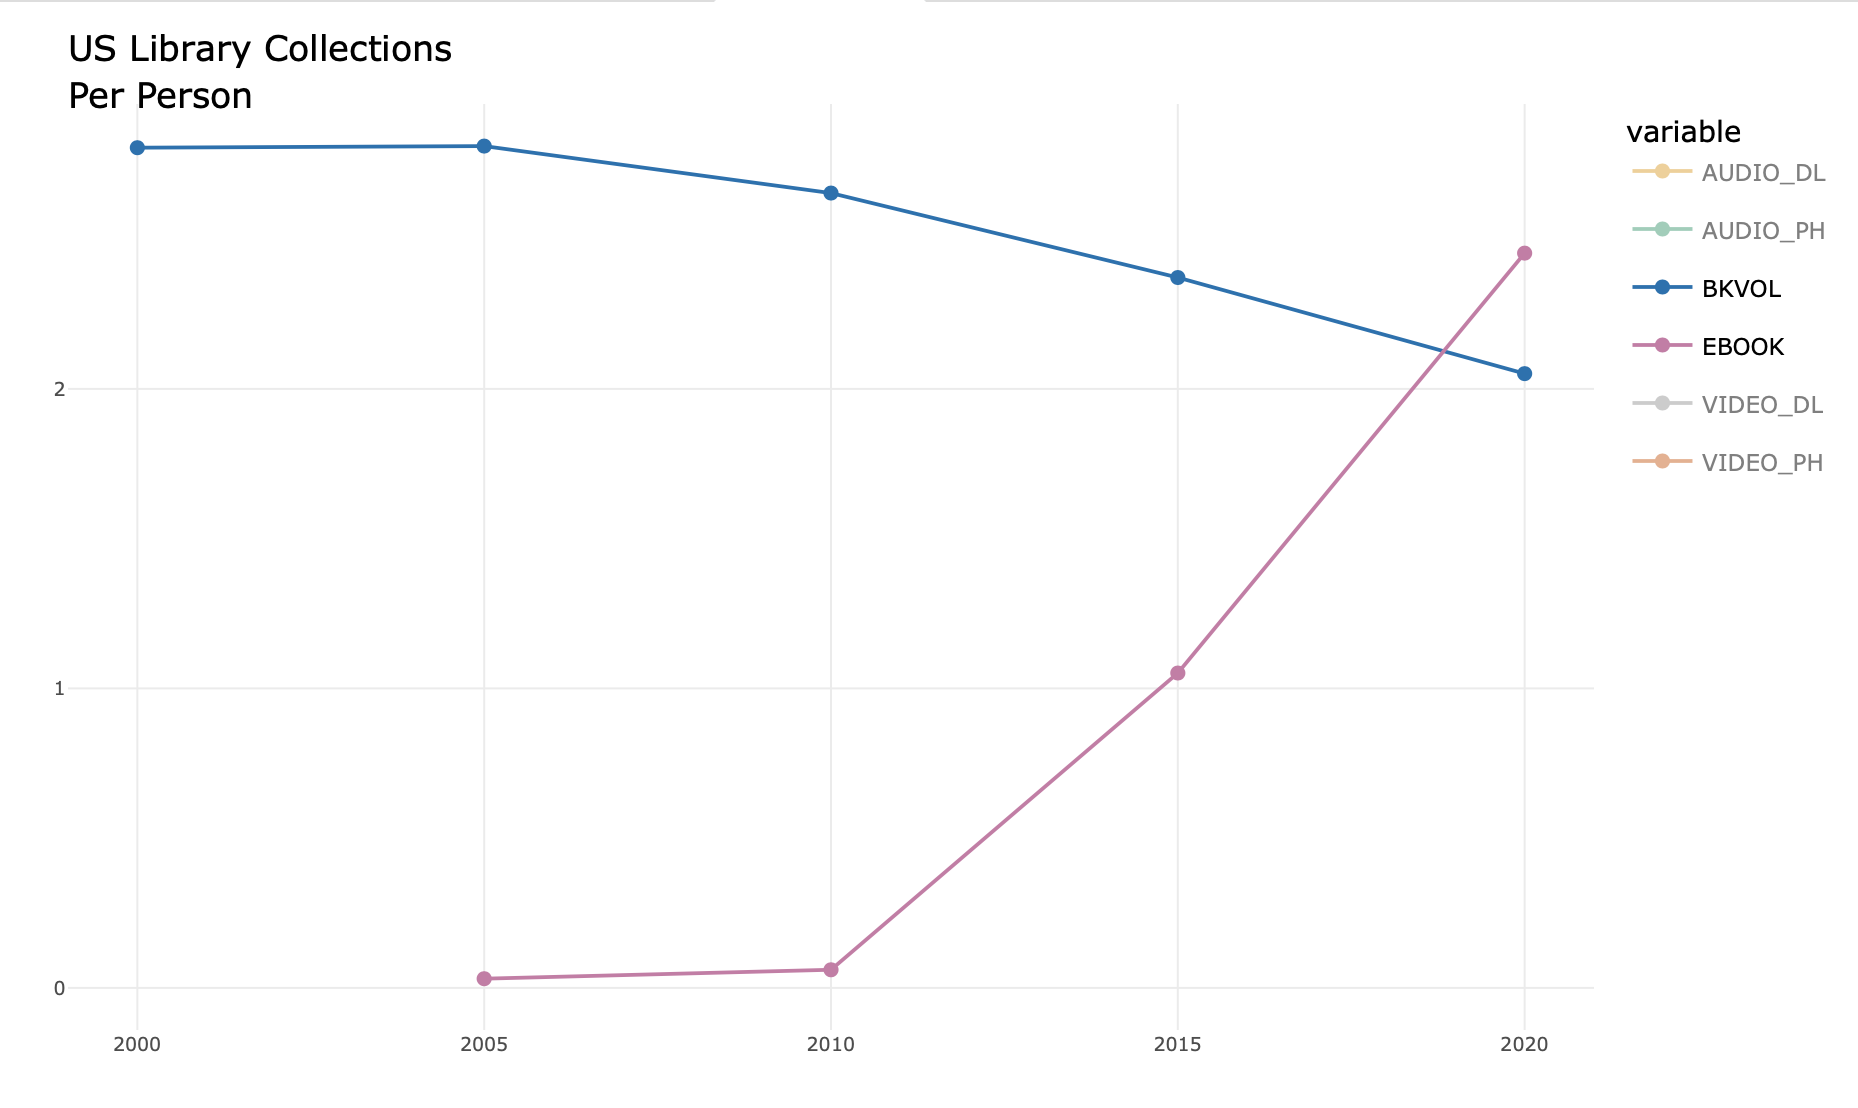 US Library Collections
Per Person
variable
AUDIO_DL
AUDIO_PH
BKVOL
EBOOK
VIDEO_DL
VIDEO_PH
2
1
0
2000 2005 2010 2015 2020